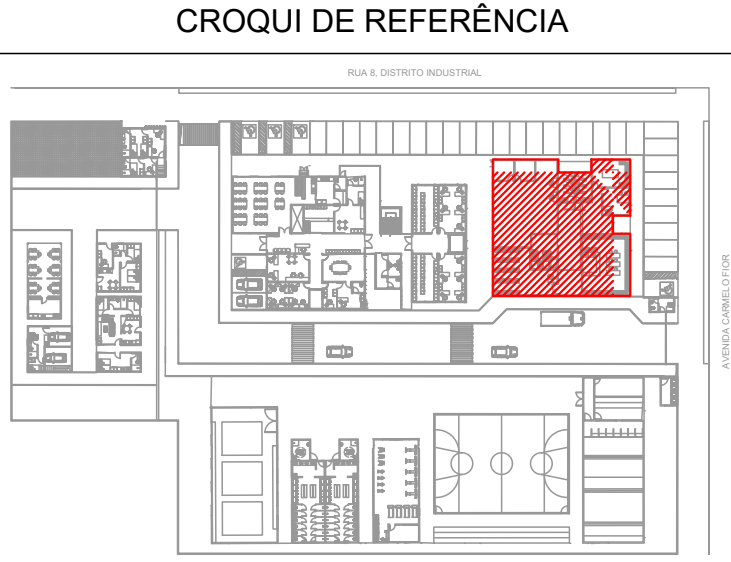 CROQUI DE REFERÊNCIA
RUA 8, DISTRITO INDUSTRIAL
AVENIDA CARMELO FIOR